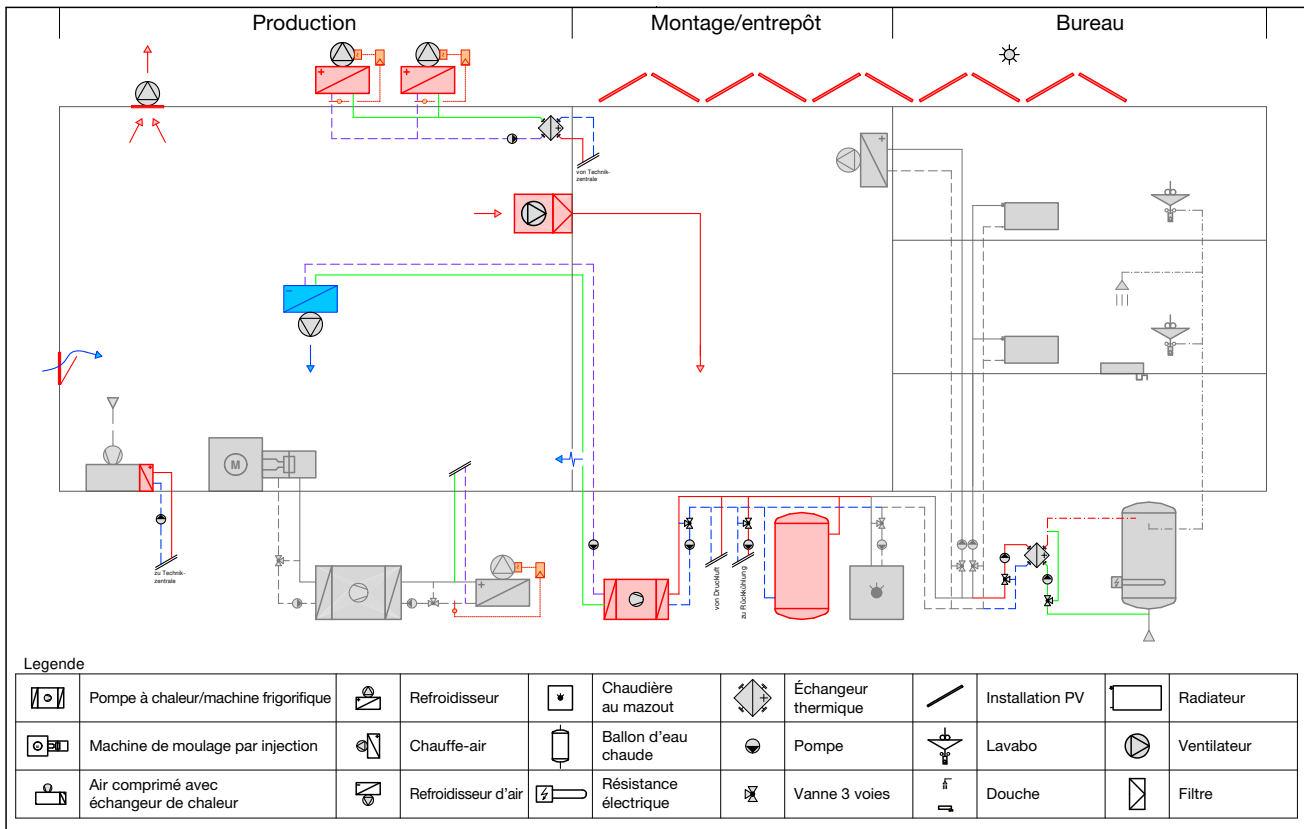 Production
Montage/entrepôt
Bureau
von Technik-
zentrale
M
zu Technik-
zentrale
von Druckluft
zu Rückkühlung
Legende
Pompe à chaleur/machine frigorifique
Refroidisseur
Chaudière
au mazout
Échangeur
thermique
Installation PV
Radiateur
Machine de moulage par injection
Chauffe-air
Ballon d'eau
chaude
Pompe
Lavabo
Ventilateur
Air comprimé avec
échangeur de chaleur
Refroidisseur d'air
Résistance
électrique
Vanne 3 voies
Douche
Filtre